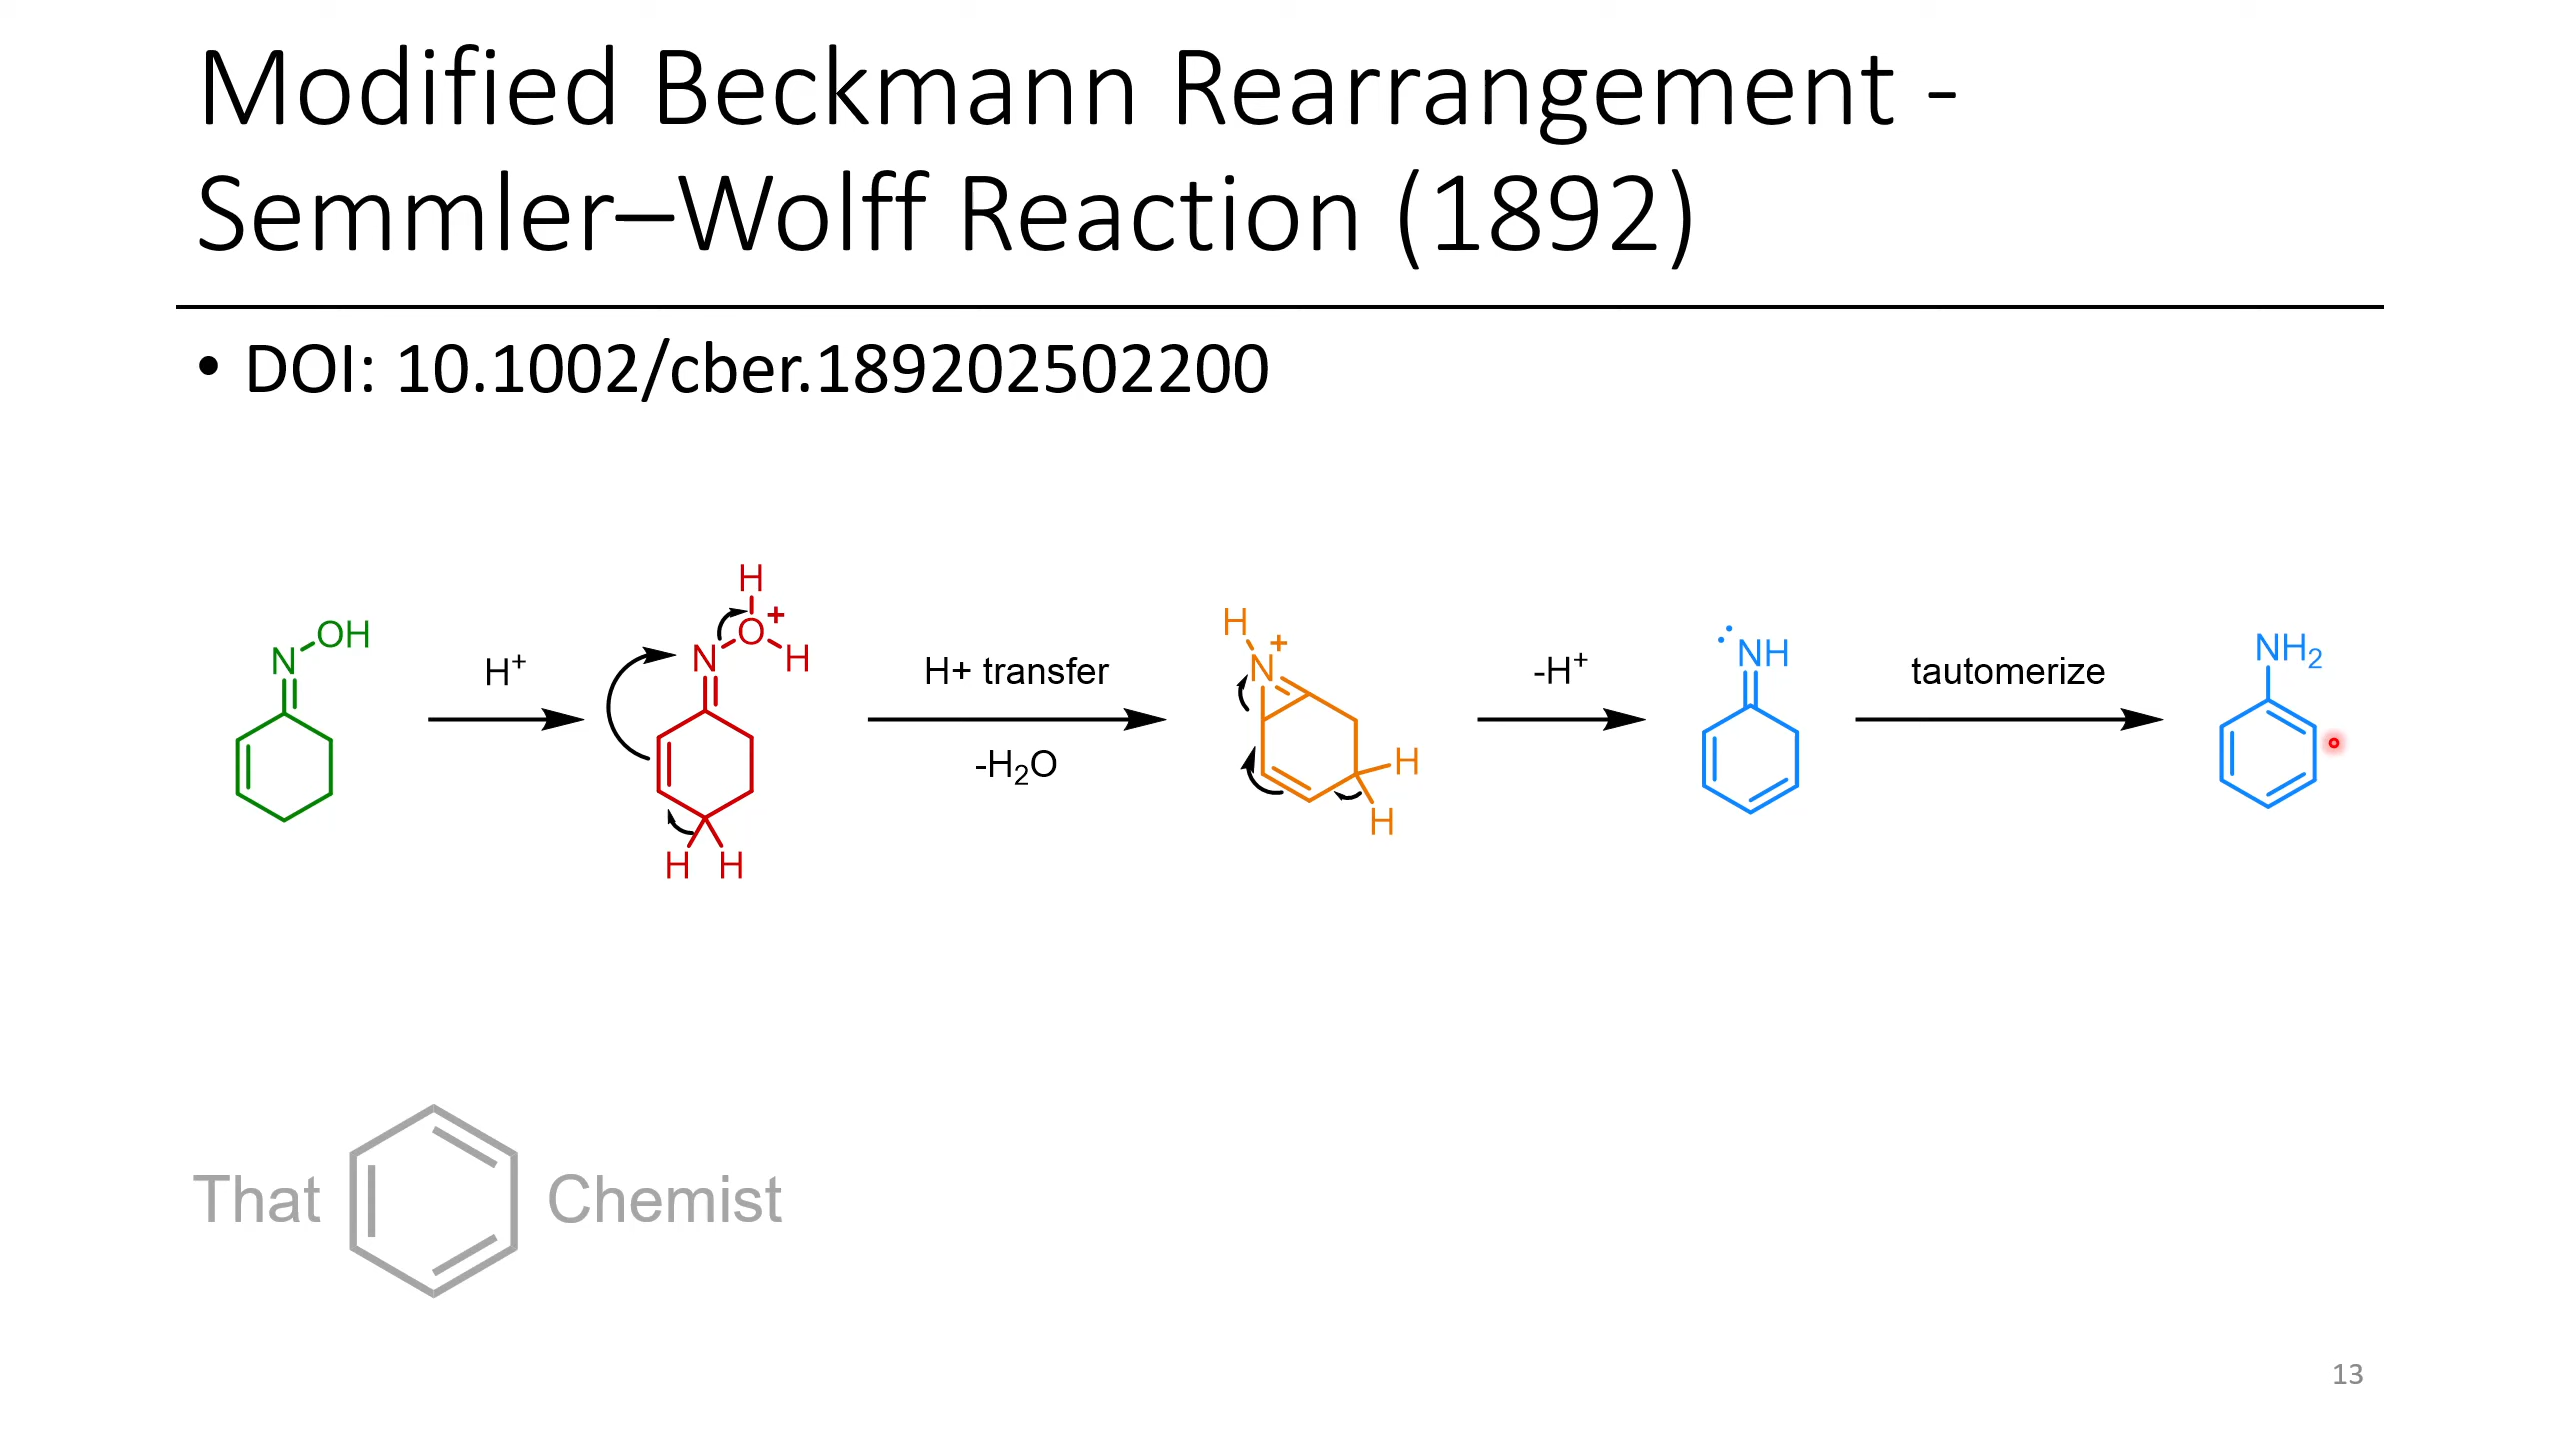 Modified Beckmann Rearrangement -
Semmler–Wolff Reaction (1892)
• DOI: 10.1002/cber.189202502200
N OH
H⁺
H
O⁺
N H
H H
H+ transfer
-H₂O
H
N⁺
H
H
-H⁺
NH
tautomerize
NH₂
That Chemist
13